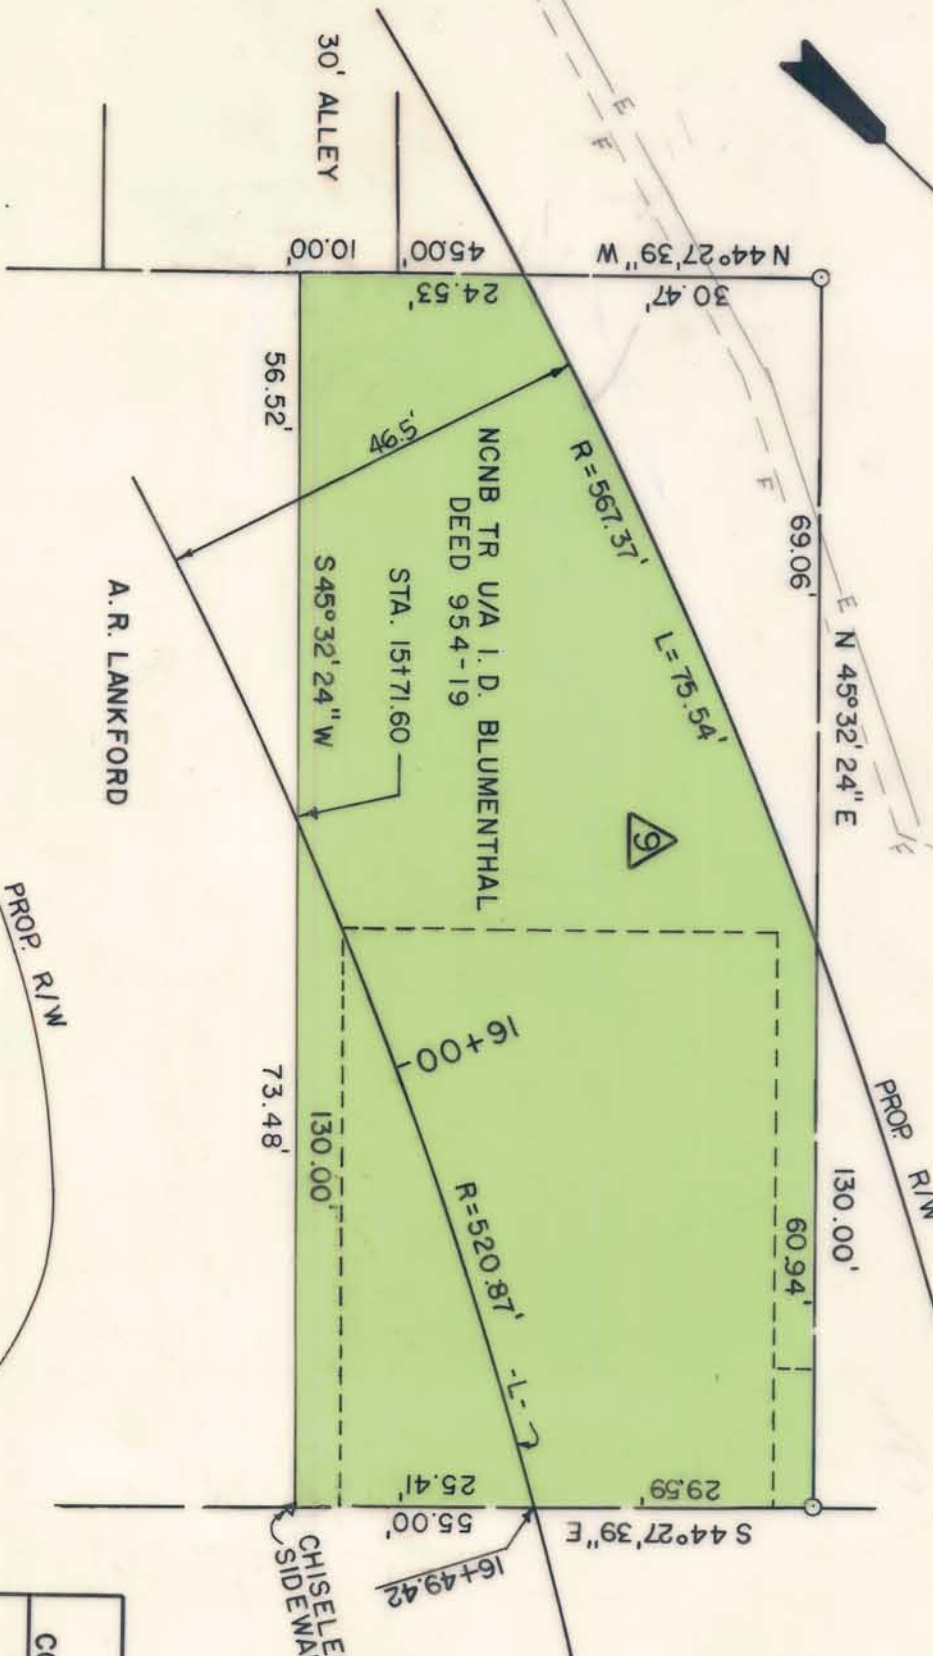 30' ALLEY
E
F
N 44°27'39" W
30.47'
45.00'
24.53'
10.00'
56.52'
46.5'
R=567.37'
L=75.54'
69.06'
F
E
N 45°32'24" E
F
NCNB TR U/A I. D. BLUMENTHAL
DEED 954-19
STA. 15+71.60
S 45°32'24" W
A. R. LANKFORD
9
PROP. R/W
PROP. R/W
16+00
73.48'
130.00'
130.00'
60.94'
R=520.87'
-L-
25.41'
55.00'
29.59'
S 44°27'39" E
16+49.42
CHISELE
SIDEWA
CO